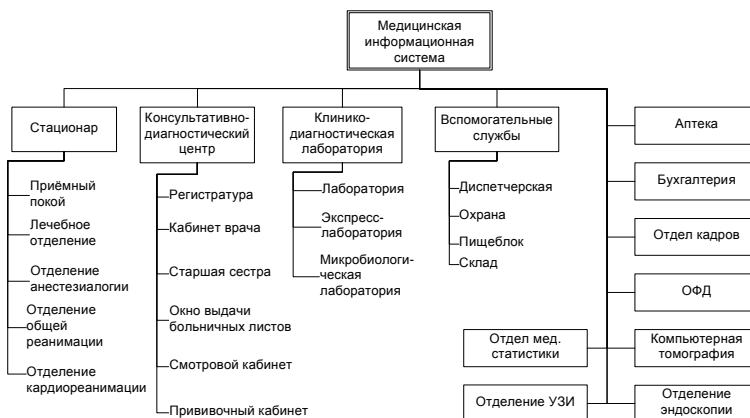 Медицинская
информационная
система
Стационар
Приёмный
покой
Лечебное
отделение
Отделение
анестезиалогии
Отделение
общей
реанимации
Отделение
кардиореанимации
Консультативно-
диагностический
центр
Регистратура
Кабинет врача
Старшая сестра
Окно выдачи
больничных листов
Смотровой кабинет
Прививочный кабинет
Клинико-
диагностическая
лаборатория
Лаборатория
Экспресс-
лаборатория
Микробиологи-
ческая
лаборатория
Вспомогательные
службы
Диспетчерская
Охрана
Пищеблок
Склад
Аптека
Бухгалтерия
Отдел кадров
ОФД
Отдел мед.
статистики
Компьютерная
томография
Отделение УЗИ
Отделение
эндоскопии